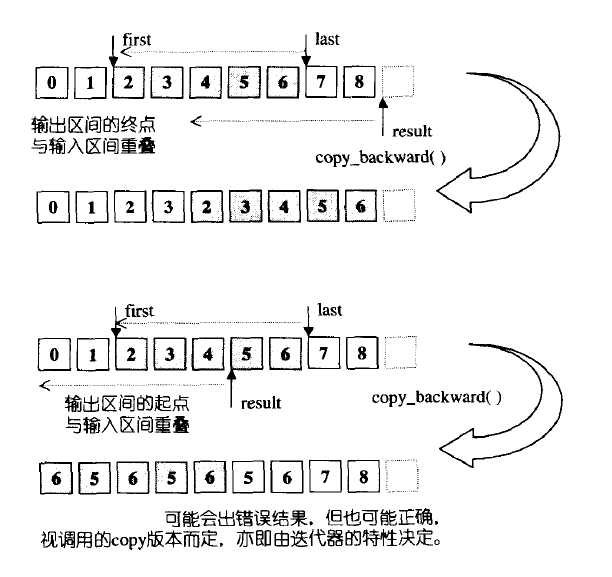 first last
0 1 2 3 4 5 6 7 8
输出区间的终点
与输入区间重叠
result
copy_backward( )
0 1 2 3 2 3 4 5 6
first last
0 1 2 3 4 5 6 7 8
输出区间的起点
与输入区间重叠
result
copy_backward( )
6 5 6 5 6 5 6 7 8
可能会出错误结果，但也可能正确，
视调用的copy版本而定，亦即由迭代器的特性决定。